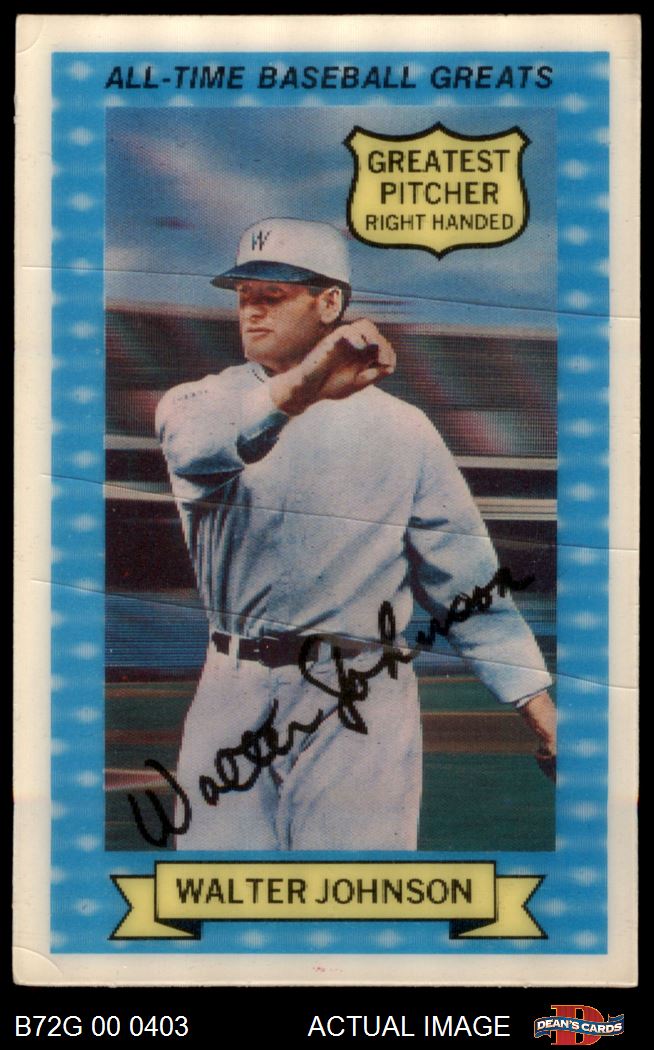 ALL-TIME BASEBALL GREATS
GREATEST
PITCHER
RIGHT HANDED
W
Walter Johnson
WALTER JOHNSON
B72G 00 0403
ACTUAL IMAGE
D
DEAN'S CARDS